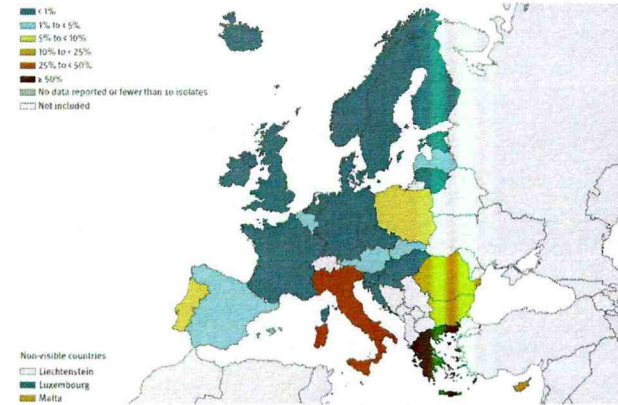 < 1%
1% to < 5%
5% to < 10%
10% to < 25%
25% to < 50%
≥ 50%
No data reported or fewer than 10 isolates
Not included
Non-visible countries
Liechtenstein
Luxembourg
Malta